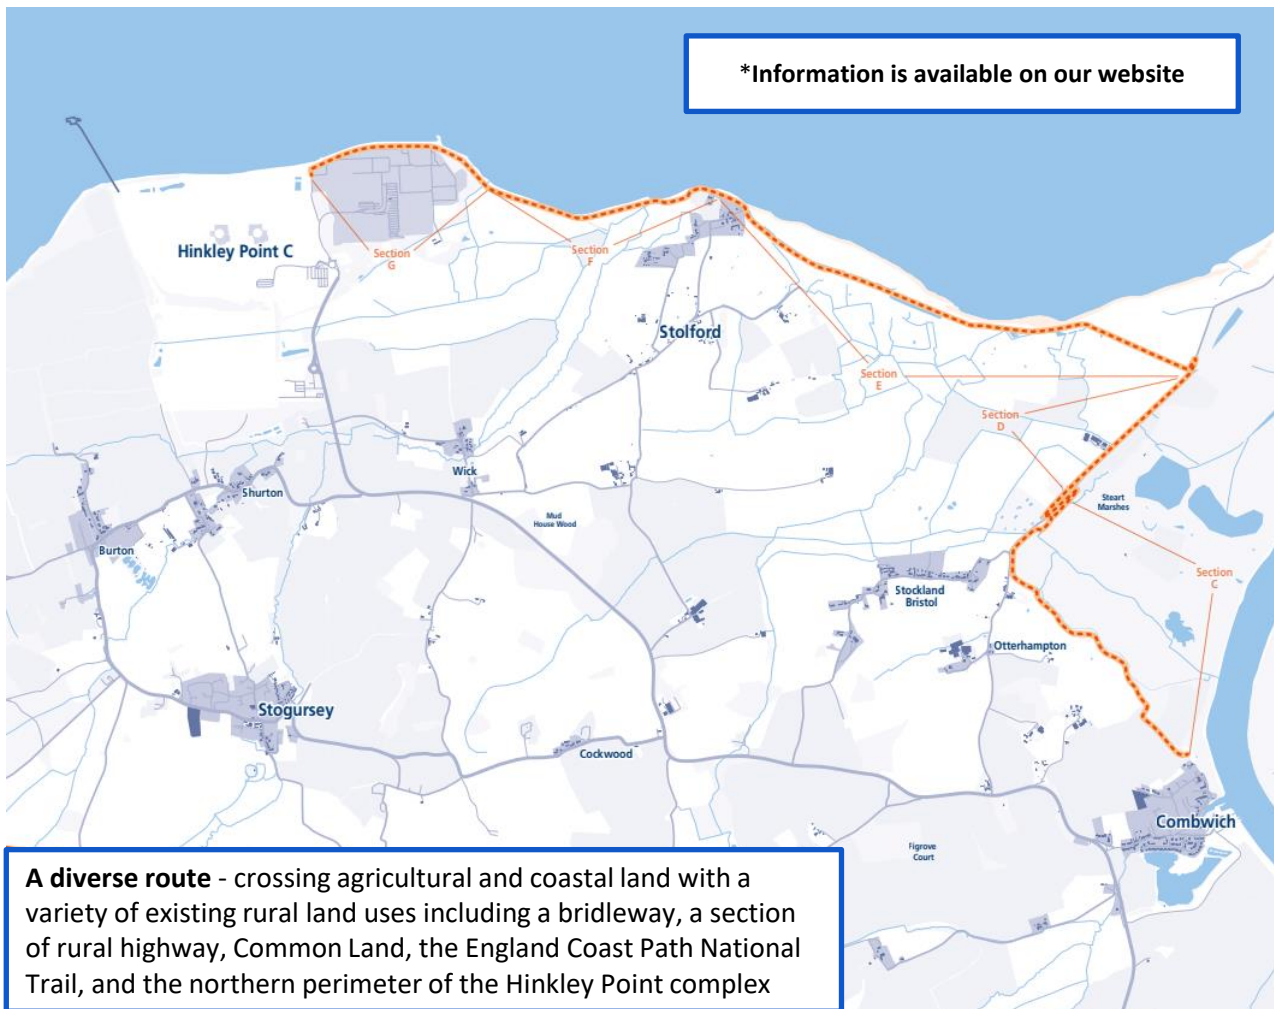 *Information is available on our website
Hinkley Point C
Section
G
Section
F
Stolford
Section
E
Section
D
Wick
Shurton
Mud
House Wood
Steart
Marshes
Burton
Stockland
Bristol
Section
C
Otterhampton
Stogursey
Cockwood
Combwich
Figrove
Court
A diverse route - crossing agricultural and coastal land with a
variety of existing rural land uses including a bridleway, a section
of rural highway, Common Land, the England Coast Path National
Trail, and the northern perimeter of the Hinkley Point complex